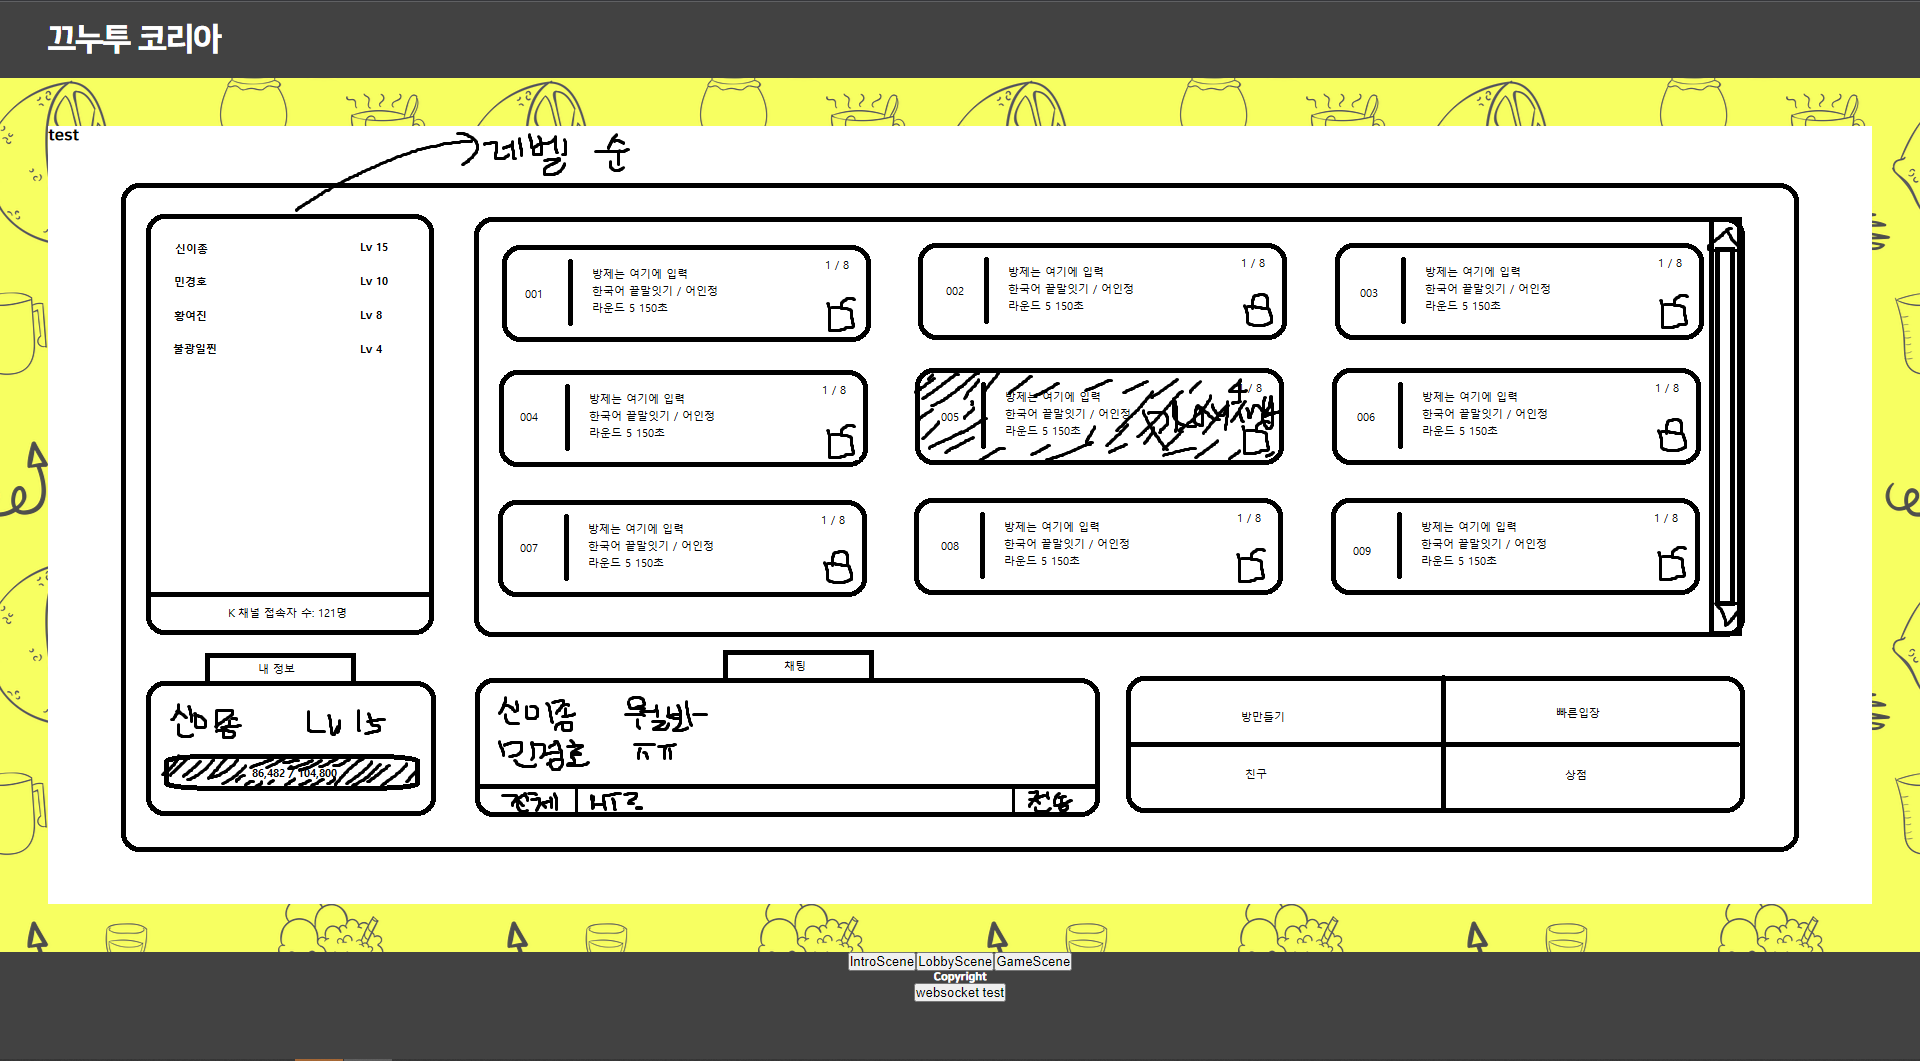 끄누투 코리아
test
레벨 순
신이종 Lv 15
민경호 Lv 10
황여진 Lv 8
불광일찐 Lv 4
K 채널 접속자 수: 121명
001
방제는 여기에 입력
한국어 끝말잇기 / 어인정
라운드 5 150초
1 / 8
002
방제는 여기에 입력
한국어 끝말잇기 / 어인정
라운드 5 150초
1 / 8
003
방제는 여기에 입력
한국어 끝말잇기 / 어인정
라운드 5 150초
1 / 8
004
방제는 여기에 입력
한국어 끝말잇기 / 어인정
라운드 5 150초
1 / 8
005
방제는 여기에 입력
한국어 끝말잇기 / 어인정
라운드 5 150초
4 / 8
playing
006
방제는 여기에 입력
한국어 끝말잇기 / 어인정
라운드 5 150초
1 / 8
007
방제는 여기에 입력
한국어 끝말잇기 / 어인정
라운드 5 150초
1 / 8
008
방제는 여기에 입력
한국어 끝말잇기 / 어인정
라운드 5 150초
1 / 8
009
방제는 여기에 입력
한국어 끝말잇기 / 어인정
라운드 5 150초
1 / 8
내 정보
신이종 Lv 15
86,482 / 104,800
채팅
신이종 뭘봐
민경호 ㅠㅠ
전체
전송
방만들기
빠른입장
친구
상점
IntroScene LobbyScene GameScene
Copyright
websocket test